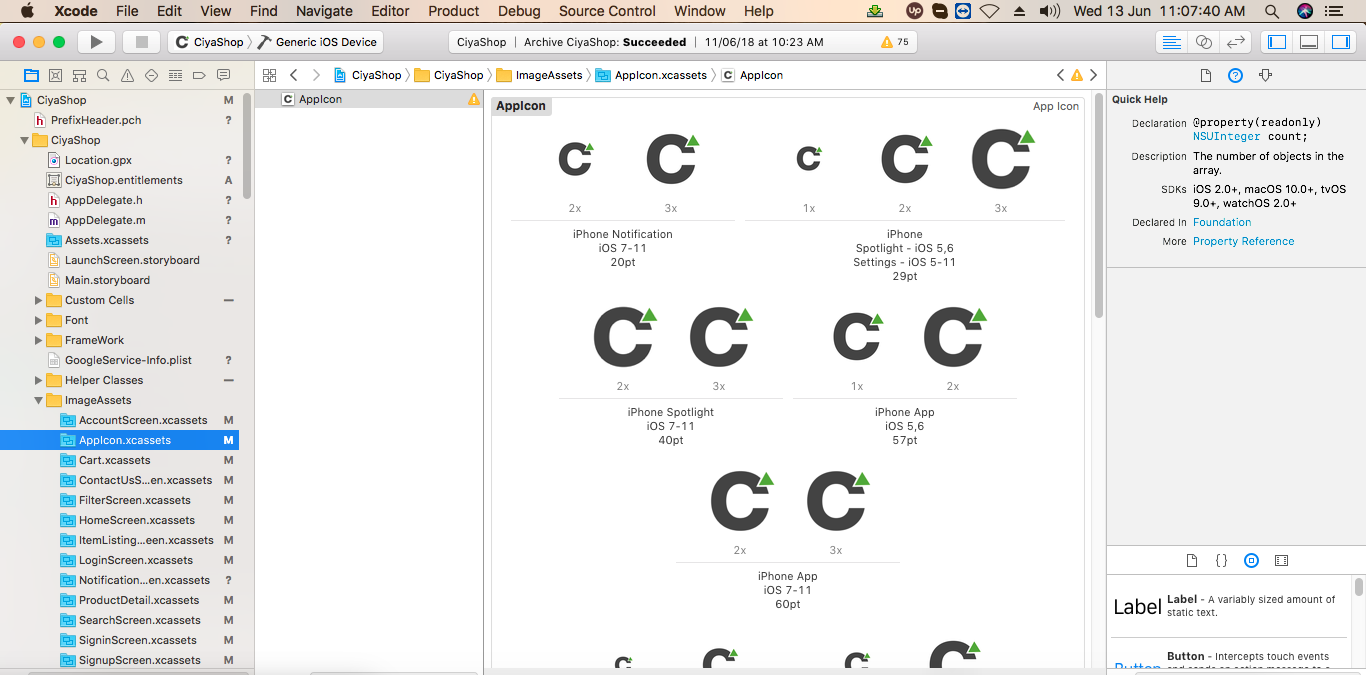 Xcode File Edit View Find Navigate Editor Product Debug Source Control Window Help Up Wed 13 Jun 11:07:40 AM
CiyaShop Generic iOS Device CiyaShop | Archive CiyaShop: Succeeded | 11/06/18 at 10:23 AM 75
CiyaShop CiyaShop ImageAssets AppIcon.xcassets AppIcon
CiyaShop M
PrefixHeader.pch ?
CiyaShop
Location.gpx ?
CiyaShop.entitlements A
AppDelegate.h ?
AppDelegate.m ?
Assets.xcassets ?
LaunchScreen.storyboard
Main.storyboard
Custom Cells
Font
FrameWork
GoogleService-Info.plist ?
Helper Classes
ImageAssets
AccountScreen.xcassets M
AppIcon.xcassets M
Cart.xcassets M
ContactUsS...en.xcassets M
FilterScreen.xcassets M
HomeScreen.xcassets M
ItemListing...een.xcassets M
LoginScreen.xcassets M
Notification...en.xcassets ?
ProductDetail.xcassets M
SearchScreen.xcassets M
SigninScreen.xcassets M
SignupScreen.xcassets M
AppIcon
AppIcon App Icon
2x 3x 1x 2x 3x
iPhone Notification
iOS 7-11
20pt
iPhone
Spotlight - iOS 5,6
Settings - iOS 5-11
29pt
2x 3x 1x 2x
iPhone Spotlight
iOS 7-11
40pt
iPhone App
iOS 5,6
57pt
2x 3x
iPhone App
iOS 7-11
60pt
Quick Help
Declaration @property(readonly)
NSUInteger count;
Description The number of objects in the
array.
SDKs iOS 2.0+, macOS 10.0+, tvOS
9.0+, watchOS 2.0+
Declared In Foundation
More Property Reference
{}
Label Label - A variably sized amount of
static text.
Button Button - Intercepts touch events
and sends an action message to a